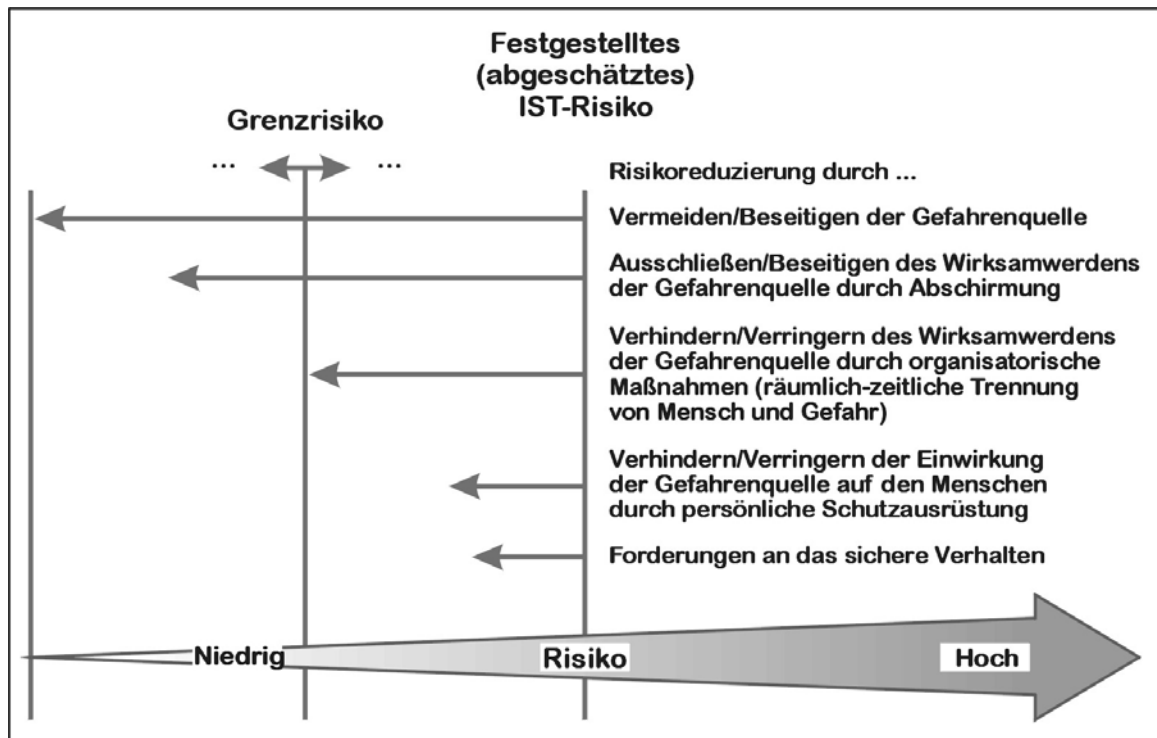 Festgestelltes
(abgeschätztes)
IST-Risiko
Grenzrisiko
... ...
Risikoreduzierung durch ...
Vermeiden/Beseitigen der Gefahrenquelle
Ausschließen/Beseitigen des Wirksamwerdens
der Gefahrenquelle durch Abschirmung
Verhindern/Verringern des Wirksamwerdens
der Gefahrenquelle durch organisatorische
Maßnahmen (räumlich-zeitliche Trennung
von Mensch und Gefahr)
Verhindern/Verringern der Einwirkung
der Gefahrenquelle auf den Menschen
durch persönliche Schutzausrüstung
Forderungen an das sichere Verhalten
Niedrig Risiko Hoch